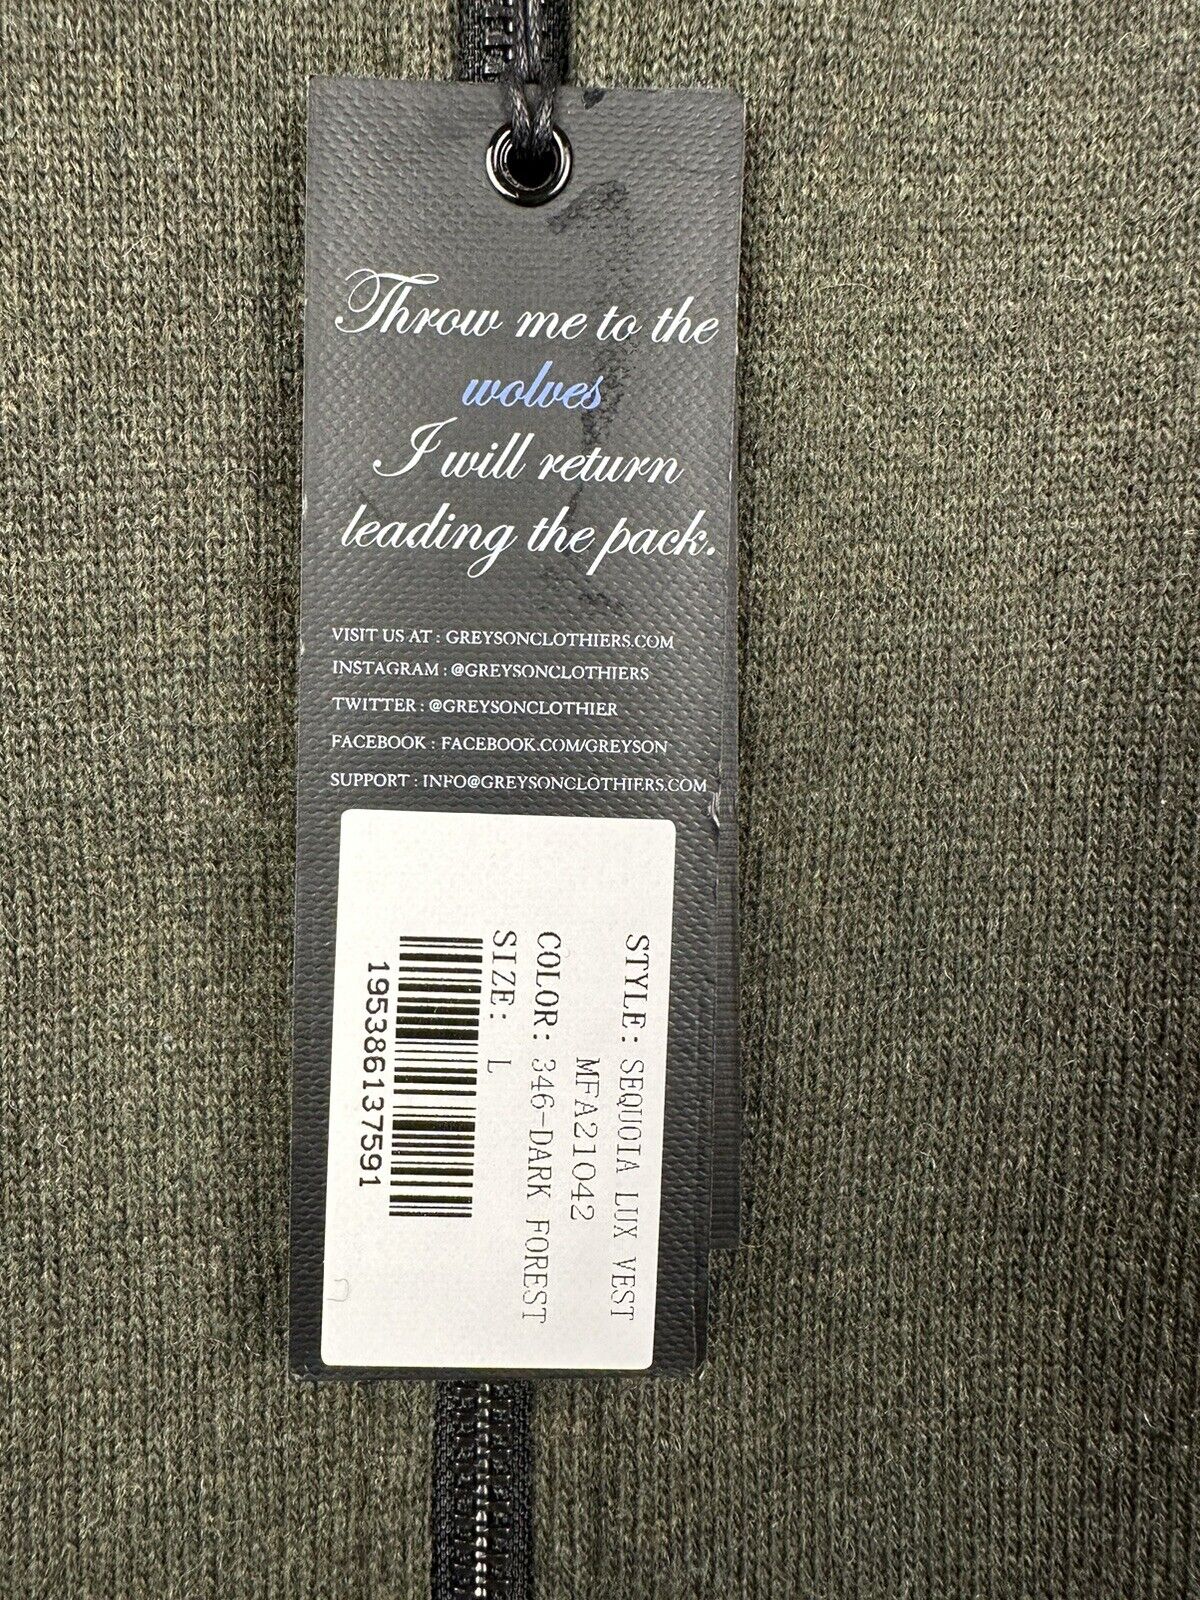 Throw me to the
wolves
I will return
leading the pack.
VISIT US AT : GREYSONCLOTHIERS.COM
INSTAGRAM : @GREYSONCLOTHIERS
TWITTER : @GREYSONCLOTHIER
FACEBOOK : FACEBOOK.COM/GREYSON
SUPPORT : INFO@GREYSONCLOTHIERS.COM
STYLE: SEQUOIA LUX VEST
MFA21042
COLOR: 346-DARK FOREST
SIZE: L
195386137591